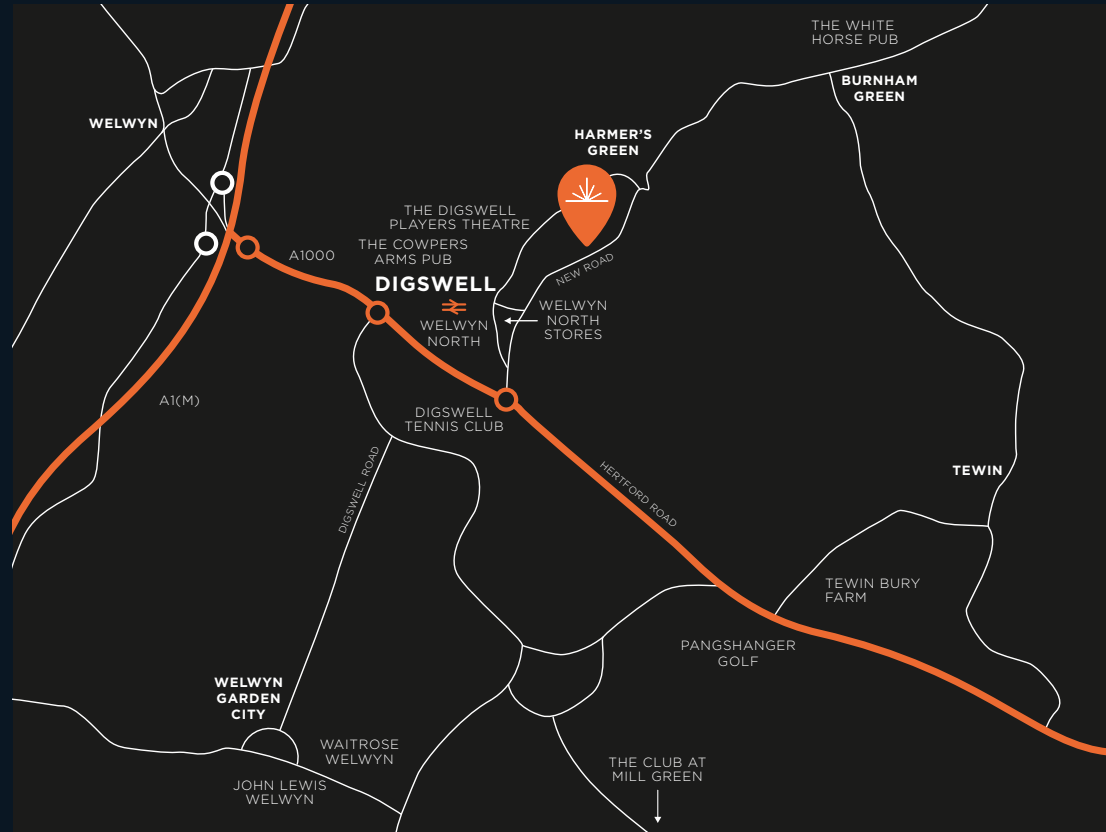 THE WHITE
HORSE PUB
BURNHAM
GREEN
WELWYN
HARMER'S
GREEN
THE DIGSWELL
PLAYERS THEATRE
THE COWPERS
ARMS PUB
A1000
NEW ROAD
DIGSWELL
WELWYN
NORTH
WELWYN
NORTH
STORES
A1(M)
DIGSWELL
TENNIS CLUB
DIGSWELL ROAD
HERTFORD ROAD
TEWIN
TEWIN BURY
FARM
PANGSHANGER
GOLF
WELWYN
GARDEN
CITY
WAITROSE
WELWYN
JOHN LEWIS
WELWYN
THE CLUB AT
MILL GREEN